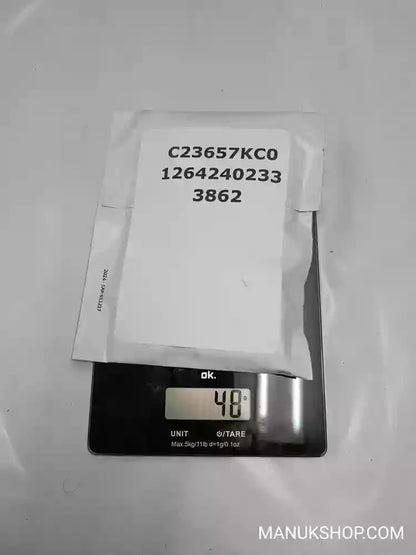 C23657KC0
1264240233
3862
ok.
48
UNIT
⏻/TARE
Max.5kg/11lb d=1g/0.1oz
MANUKSHOP.COM